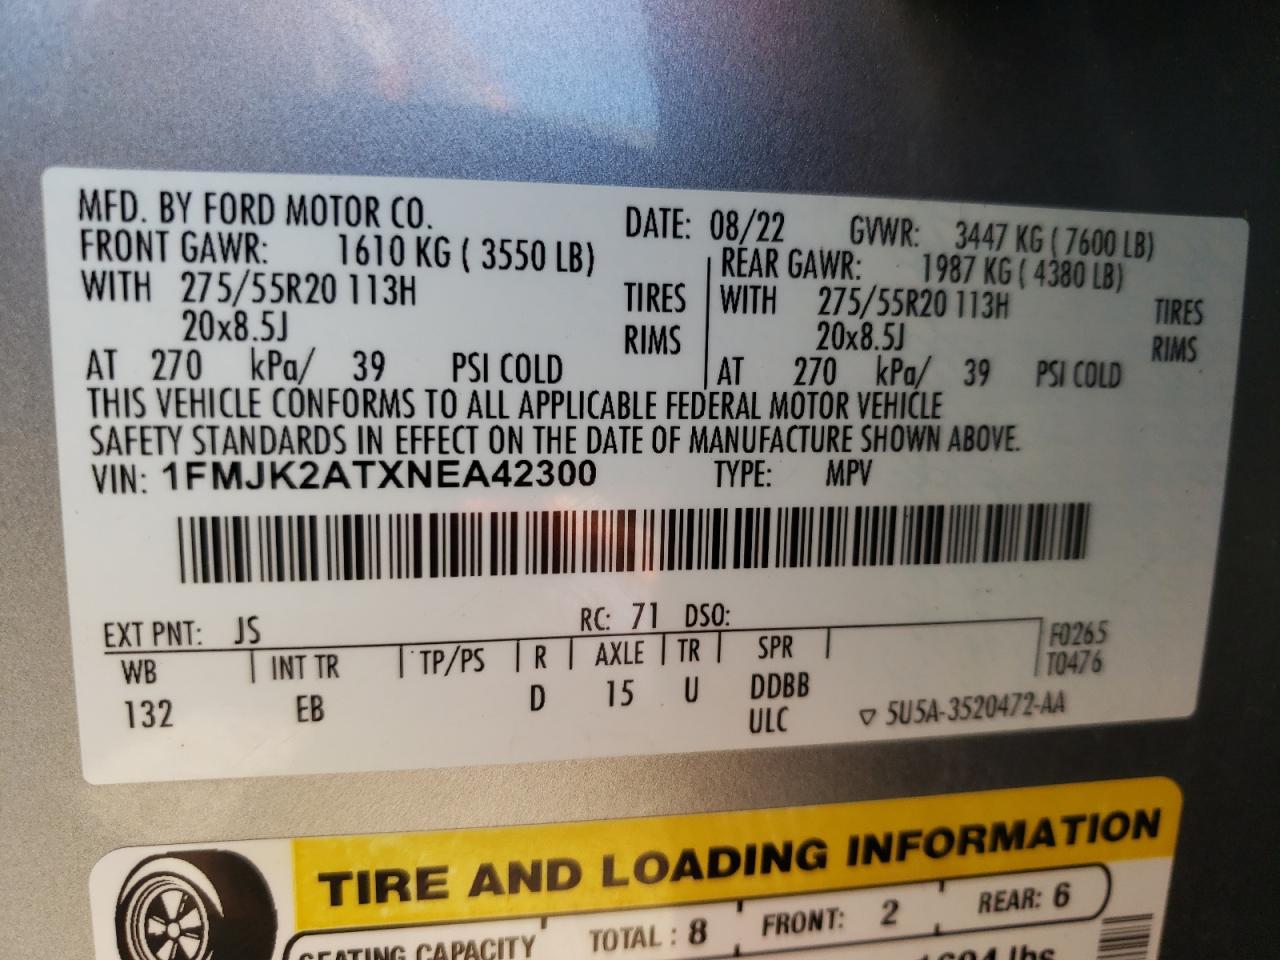 MFD. BY FORD MOTOR CO. DATE: 08/22 GVWR: 3447 KG ( 7600 LB)
FRONT GAWR: 1610 KG ( 3550 LB) REAR GAWR: 1987 KG ( 4380 LB)
WITH 275/55R20 113H TIRES WITH 275/55R20 113H TIRES
20x8.5J RIMS 20x8.5J RIMS
AT 270 kPa/ 39 PSI COLD AT 270 kPa/ 39 PSI COLD
THIS VEHICLE CONFORMS TO ALL APPLICABLE FEDERAL MOTOR VEHICLE
SAFETY STANDARDS IN EFFECT ON THE DATE OF MANUFACTURE SHOWN ABOVE.
VIN: 1FMJK2ATXNEA42300 TYPE: MPV
EXT PNT: JS RC: 71 DSO:
WB INT TR TP/PS R AXLE TR SPR F0265
T0476
132 EB D 15 U DDBB
ULC ▽ 5U5A-3520472-AA
TIRE AND LOADING INFORMATION
SEATING CAPACITY TOTAL : 8 FRONT: 2 REAR: 6
lbs